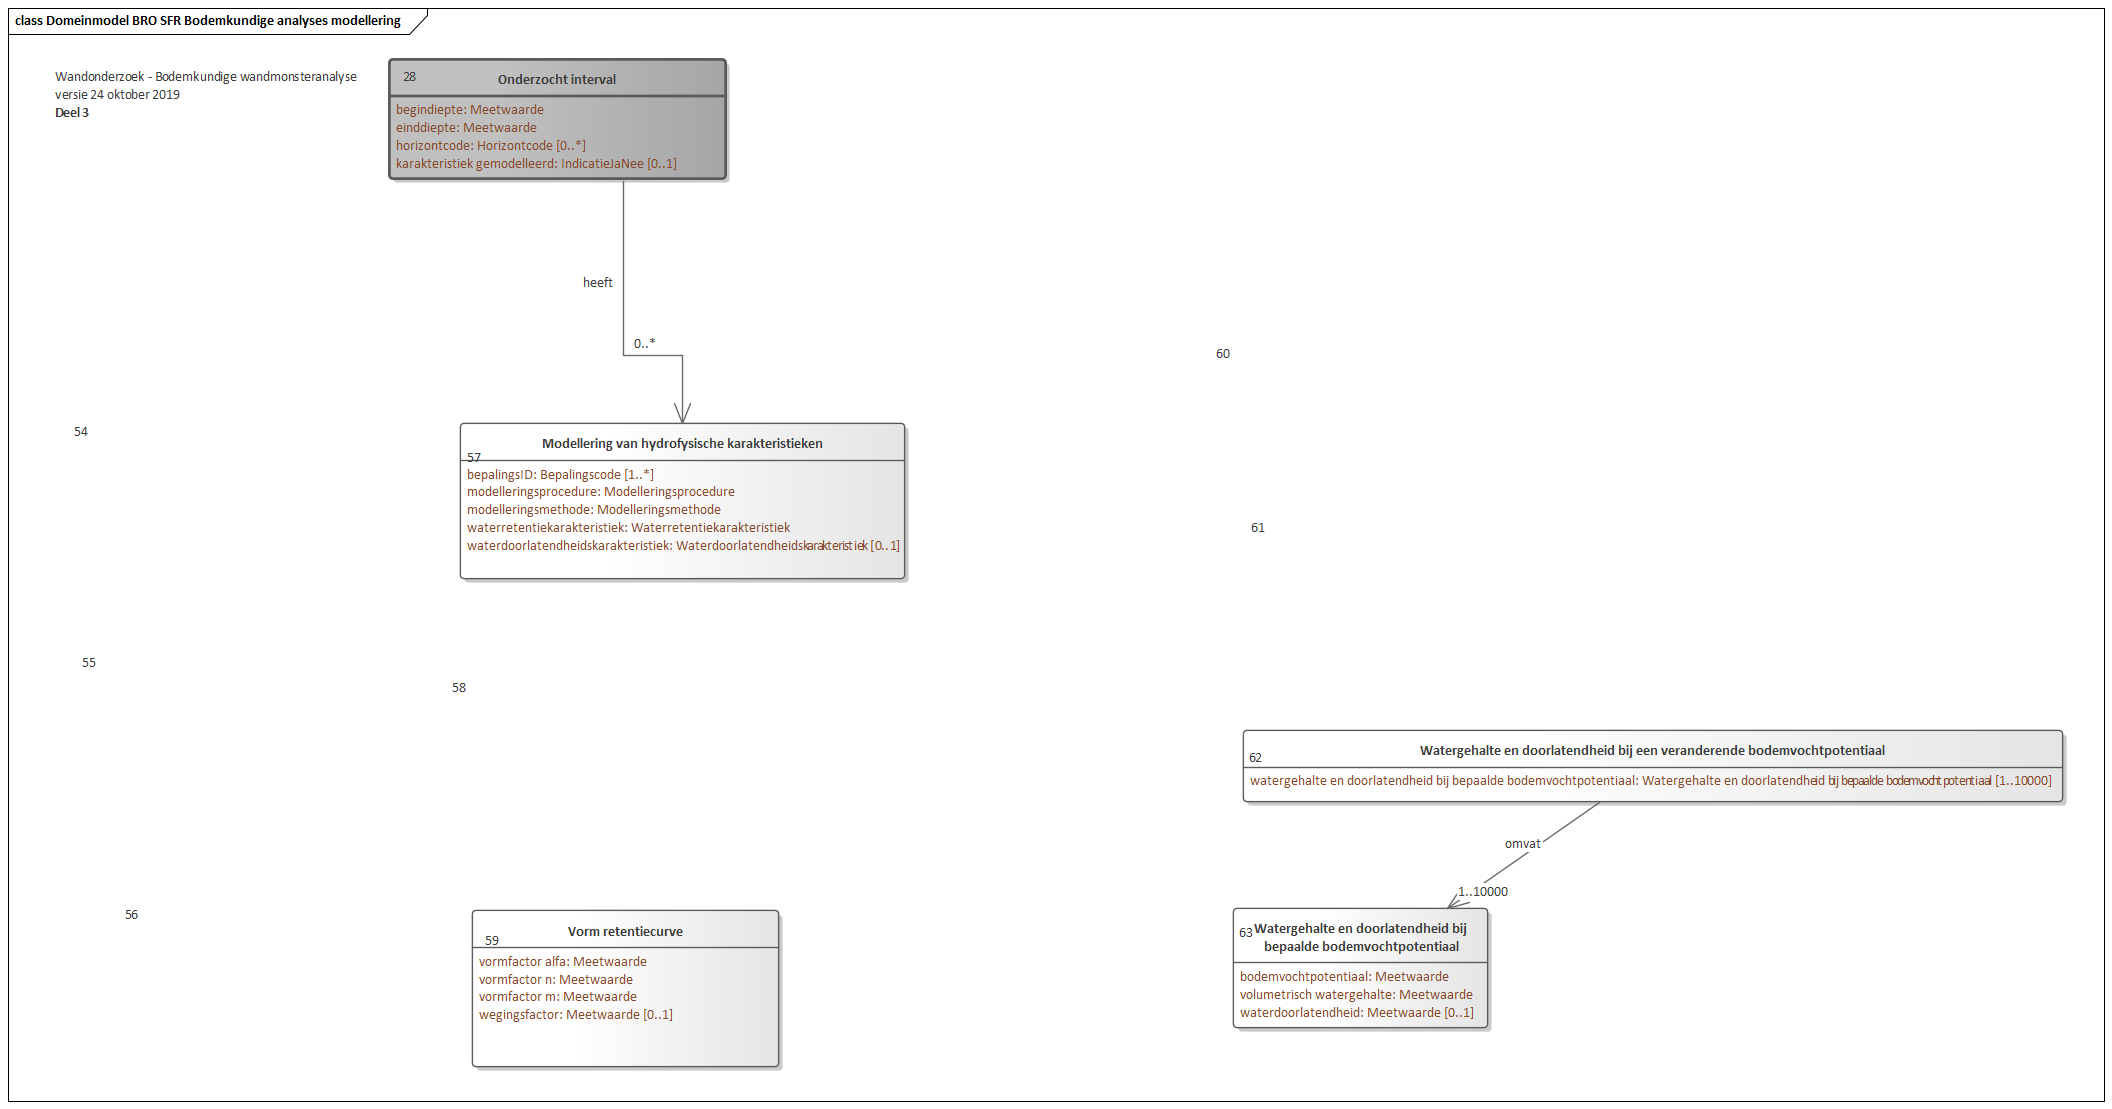 class Domeinmodel BRO SFR Bodemkundige analyses modellering
Wandonderzoek - Bodemkundige wandmonsteranalyse
versie 24 oktober 2019
Deel 3
28
Onderzocht interval
begindiepte: Meetwaarde
einddiepte: Meetwaarde
horizontcode: Horizontcode [0..*]
karakteristiek gemodelleerd: IndicatieJaNee [0..1]
heeft
0..*
60
54
Modellering van hydrofysische karakteristieken
57
bepalingsID: Bepalingscode [1..*]
modelleringsprocedure: Modelleringsprocedure
modelleringsmethode: Modelleringsmethode
waterretentiekarakteristiek: Waterretentiekarakteristiek
waterdoorlatendheidskarakteristiek: Waterdoorlatendheidskarakteristiek [0..1]
61
55
58
62
Watergehalte en doorlatendheid bij een veranderende bodemvochtpotentiaal
watergehalte en doorlatendheid bij bepaalde bodemvochtpotentiaal: Watergehalte en doorlatendheid bij bepaalde bodemvochtpotentiaal [1..10000]
omvat
1..10000
56
59
Vorm retentiecurve
vormfactor alfa: Meetwaarde
vormfactor n: Meetwaarde
vormfactor m: Meetwaarde
wegingsfactor: Meetwaarde [0..1]
63
Watergehalte en doorlatendheid bij
bepaalde bodemvochtpotentiaal
bodemvochtpotentiaal: Meetwaarde
volumetrisch watergehalte: Meetwaarde
waterdoorlatendheid: Meetwaarde [0..1]